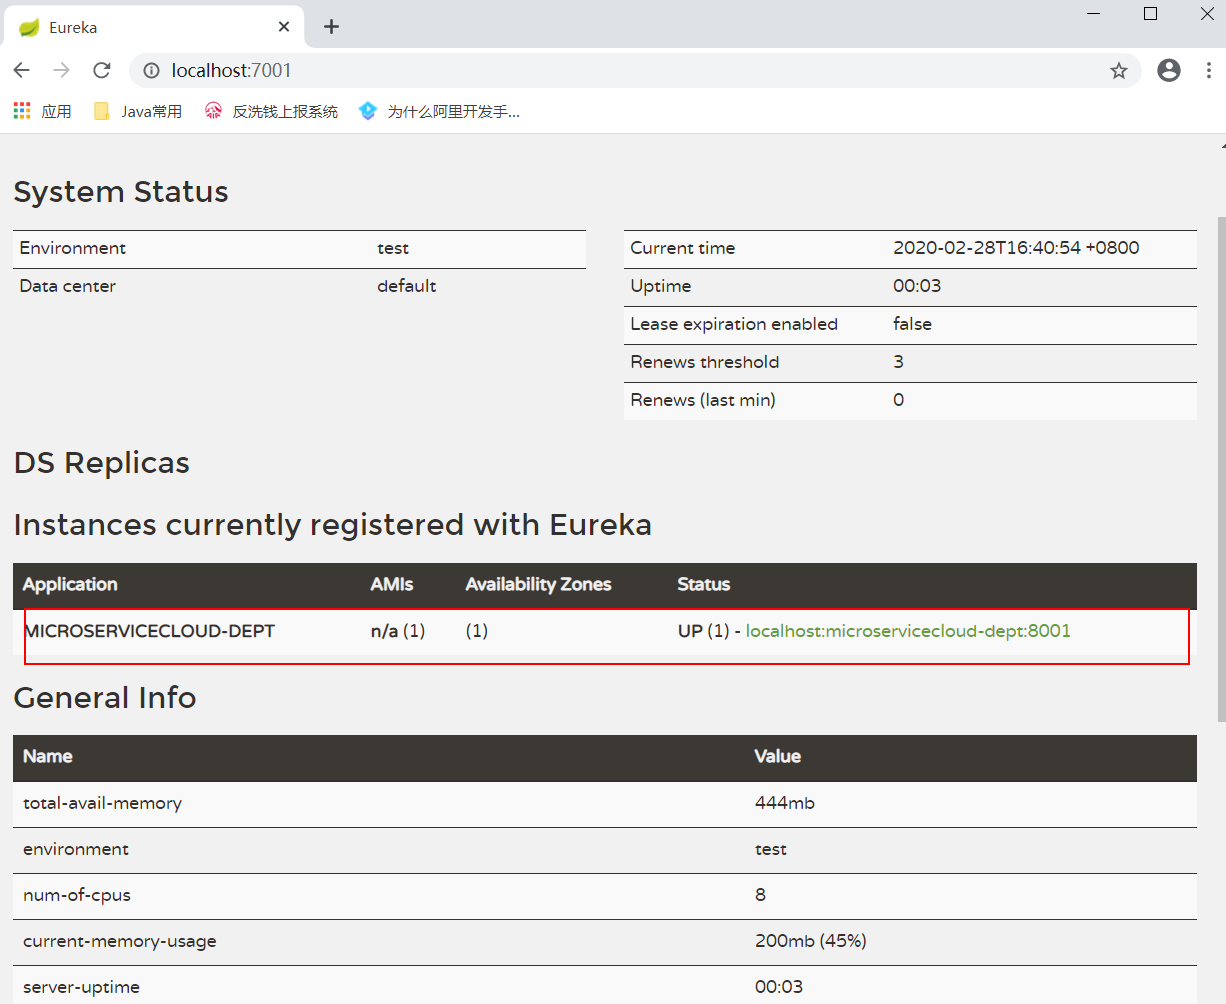 Eureka
localhost:7001
应用 Java常用 反洗钱上报系统 为什么阿里开发手...
System Status
Environment test
Data center default
Current time 2020-02-28T16:40:54 +0800
Uptime 00:03
Lease expiration enabled false
Renews threshold 3
Renews (last min) 0
DS Replicas
Instances currently registered with Eureka
Application AMIs Availability Zones Status
MICROSERVICECLOUD-DEPT n/a (1) (1) UP (1) - localhost:microservicecloud-dept:8001
General Info
Name Value
total-avail-memory 444mb
environment test
num-of-cpus 8
current-memory-usage 200mb (45%)
server-uptime 00:03